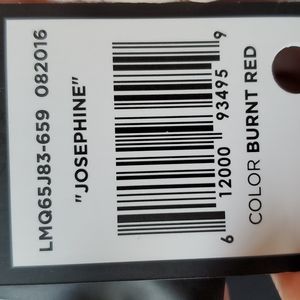 LMQ65J83-659 082016
"JOSEPHINE"
6 12000 93495 9
COLOR BURNT RED